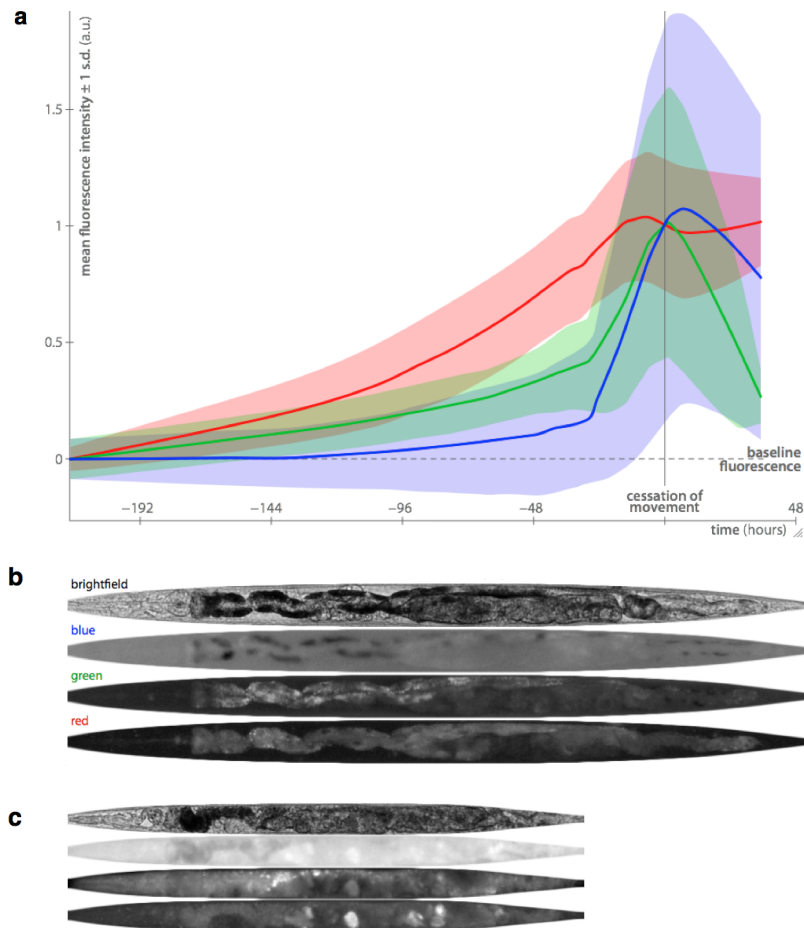 a
mean fluorescence intensity ± 1 s.d. (a.u.)
1.5
1
0.5
0
baseline
fluorescence
cessation of
movement
−192
−144
−96
−48
48
time (hours)
b
brightfield
blue
green
red
c